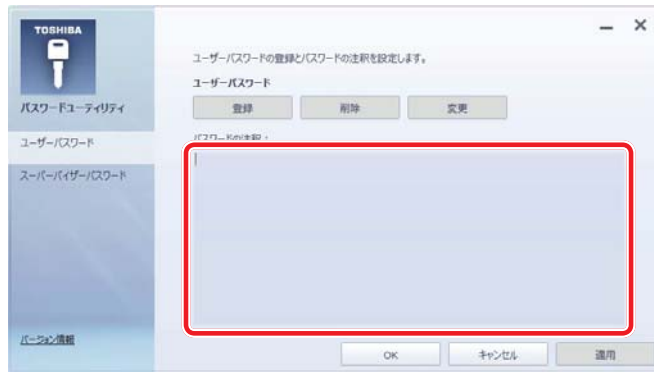 TOSHIBA
パスワードユーティリティ
ユーザーパスワード
スーパーバイザーパスワード
バージョン情報
ユーザーパスワードの登録とパスワードの注釈を設定します。
ユーザーパスワード
登録 削除 変更
パスワードの注釈：
OK キャンセル 適用